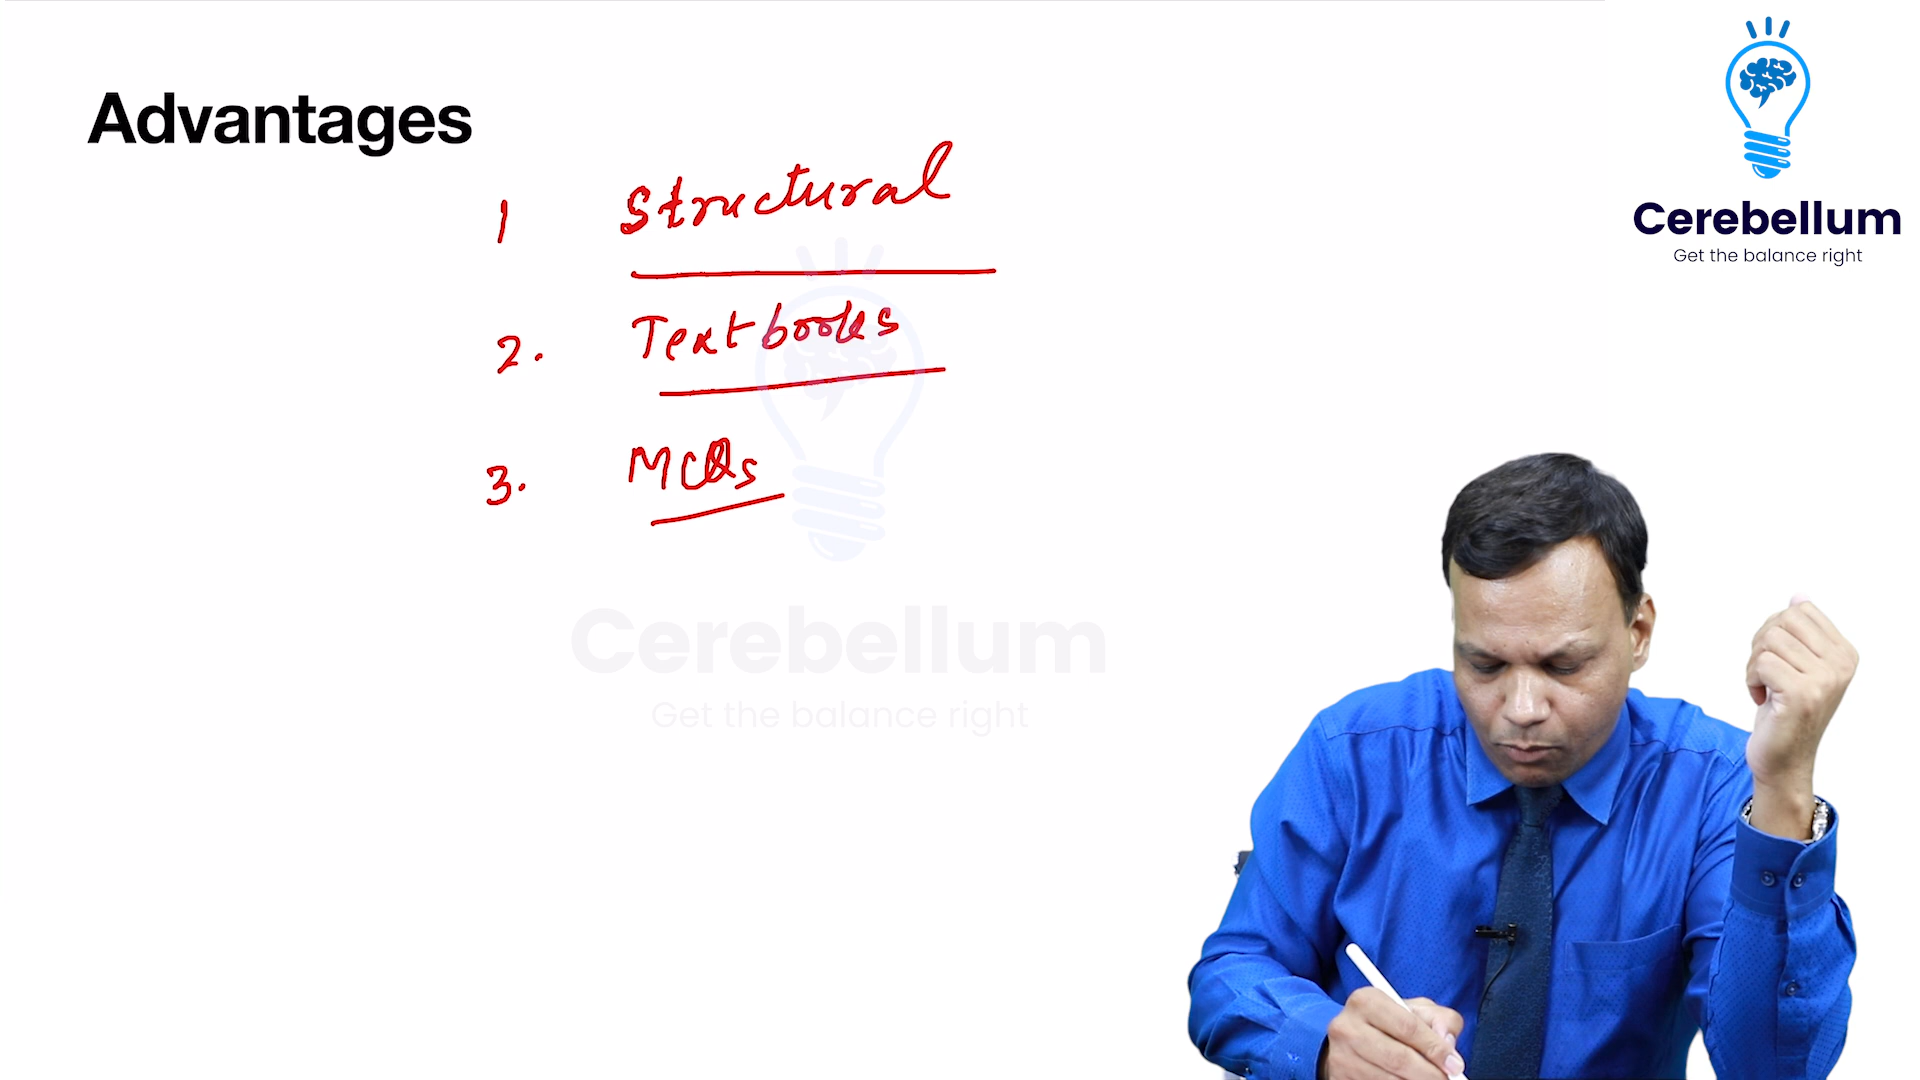 Advantages
1 Structural
2. Textbooks
3. MCQs
Cerebellum
Get the balance right
Cerebellum
Get the balance right